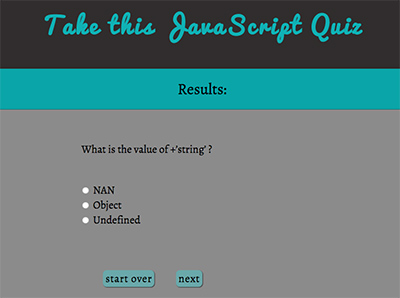 Take this JavaScript Quiz
Results:
What is the value of +'string' ?
NAN
Object
Undefined
start over next